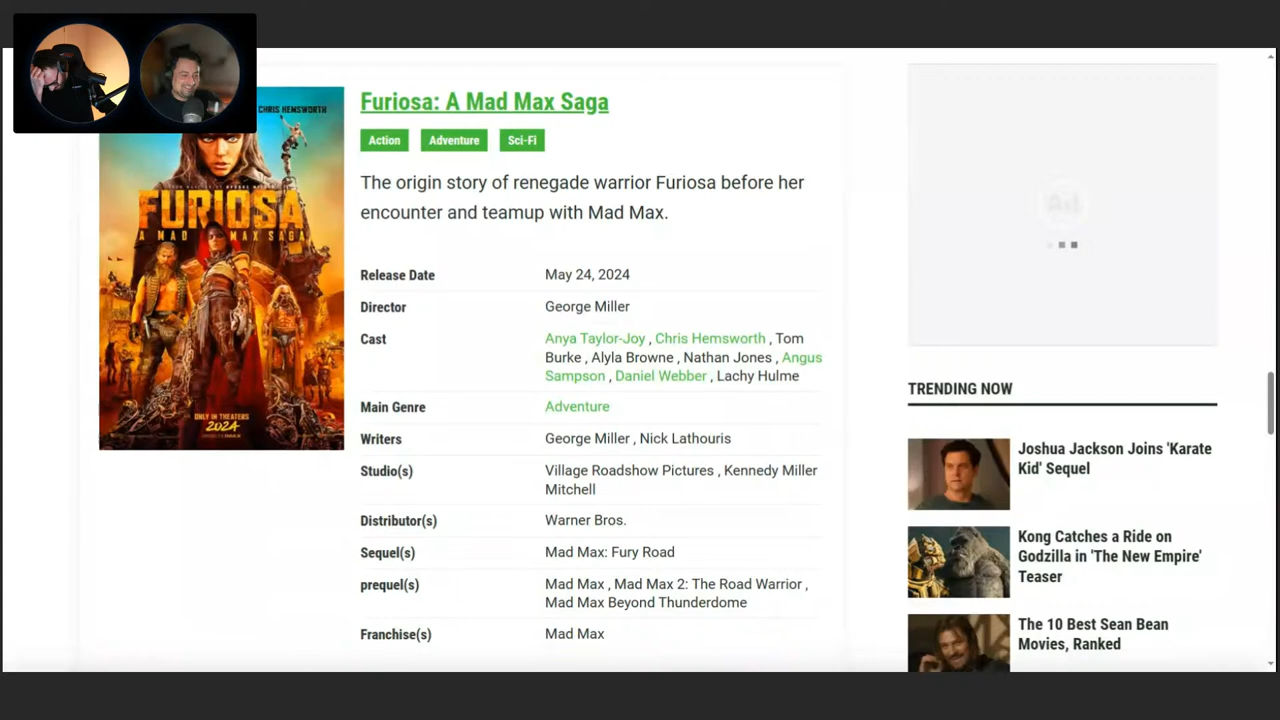 Furiosa: A Mad Max Saga
Action Adventure Sci-Fi
The origin story of renegade warrior Furiosa before her
encounter and teamup with Mad Max.
Release Date May 24, 2024
Director George Miller
Cast Anya Taylor-Joy , Chris Hemsworth , Tom
Burke , Alyla Browne , Nathan Jones , Angus
Sampson , Daniel Webber , Lachy Hulme
Main Genre Adventure
Writers George Miller , Nick Lathouris
Studio(s) Village Roadshow Pictures , Kennedy Miller
Mitchell
Distributor(s) Warner Bros.
Sequel(s) Mad Max: Fury Road
prequel(s) Mad Max , Mad Max 2: The Road Warrior ,
Mad Max Beyond Thunderdome
Franchise(s) Mad Max
CHRIS HEMSWORTH
FURIOSA
A MAD MAX SAGA
ONLY IN THEATERS
2024
Ad
TRENDING NOW
Joshua Jackson Joins 'Karate
Kid' Sequel
Kong Catches a Ride on
Godzilla in 'The New Empire'
Teaser
The 10 Best Sean Bean
Movies, Ranked